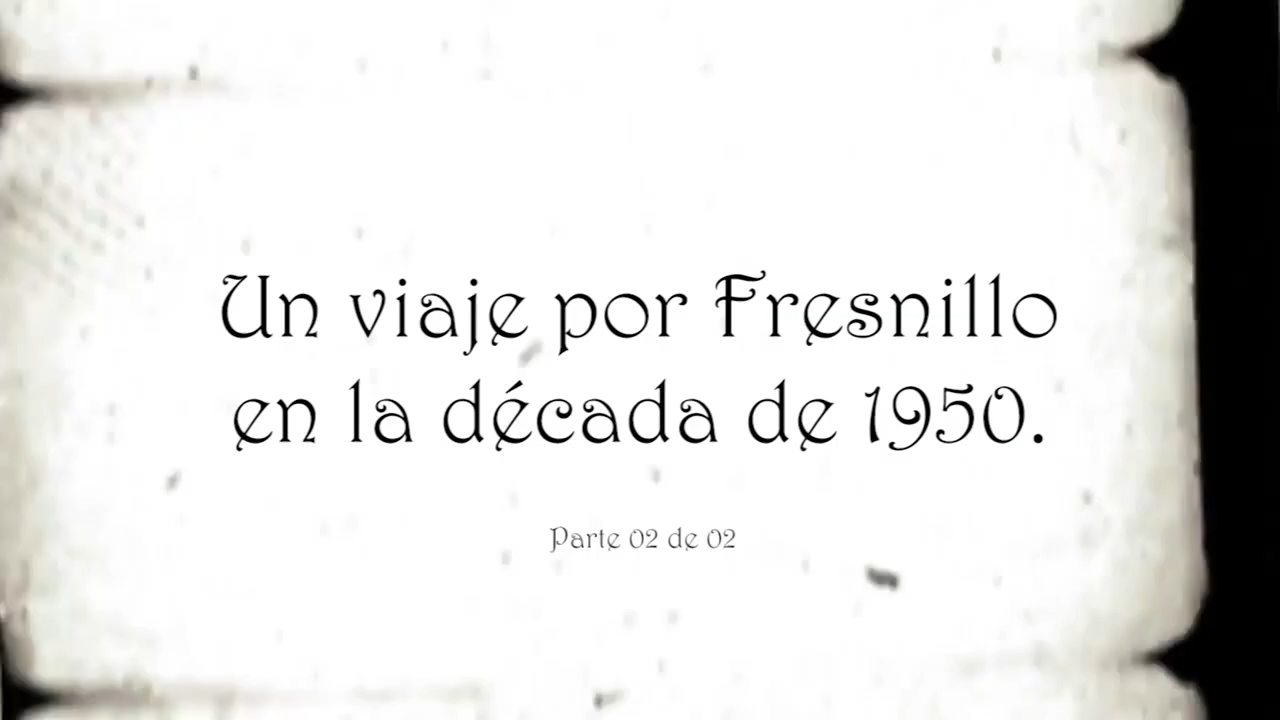 Un viaje por Fresnillo
en la década de 1950.
Parte 02 de 02